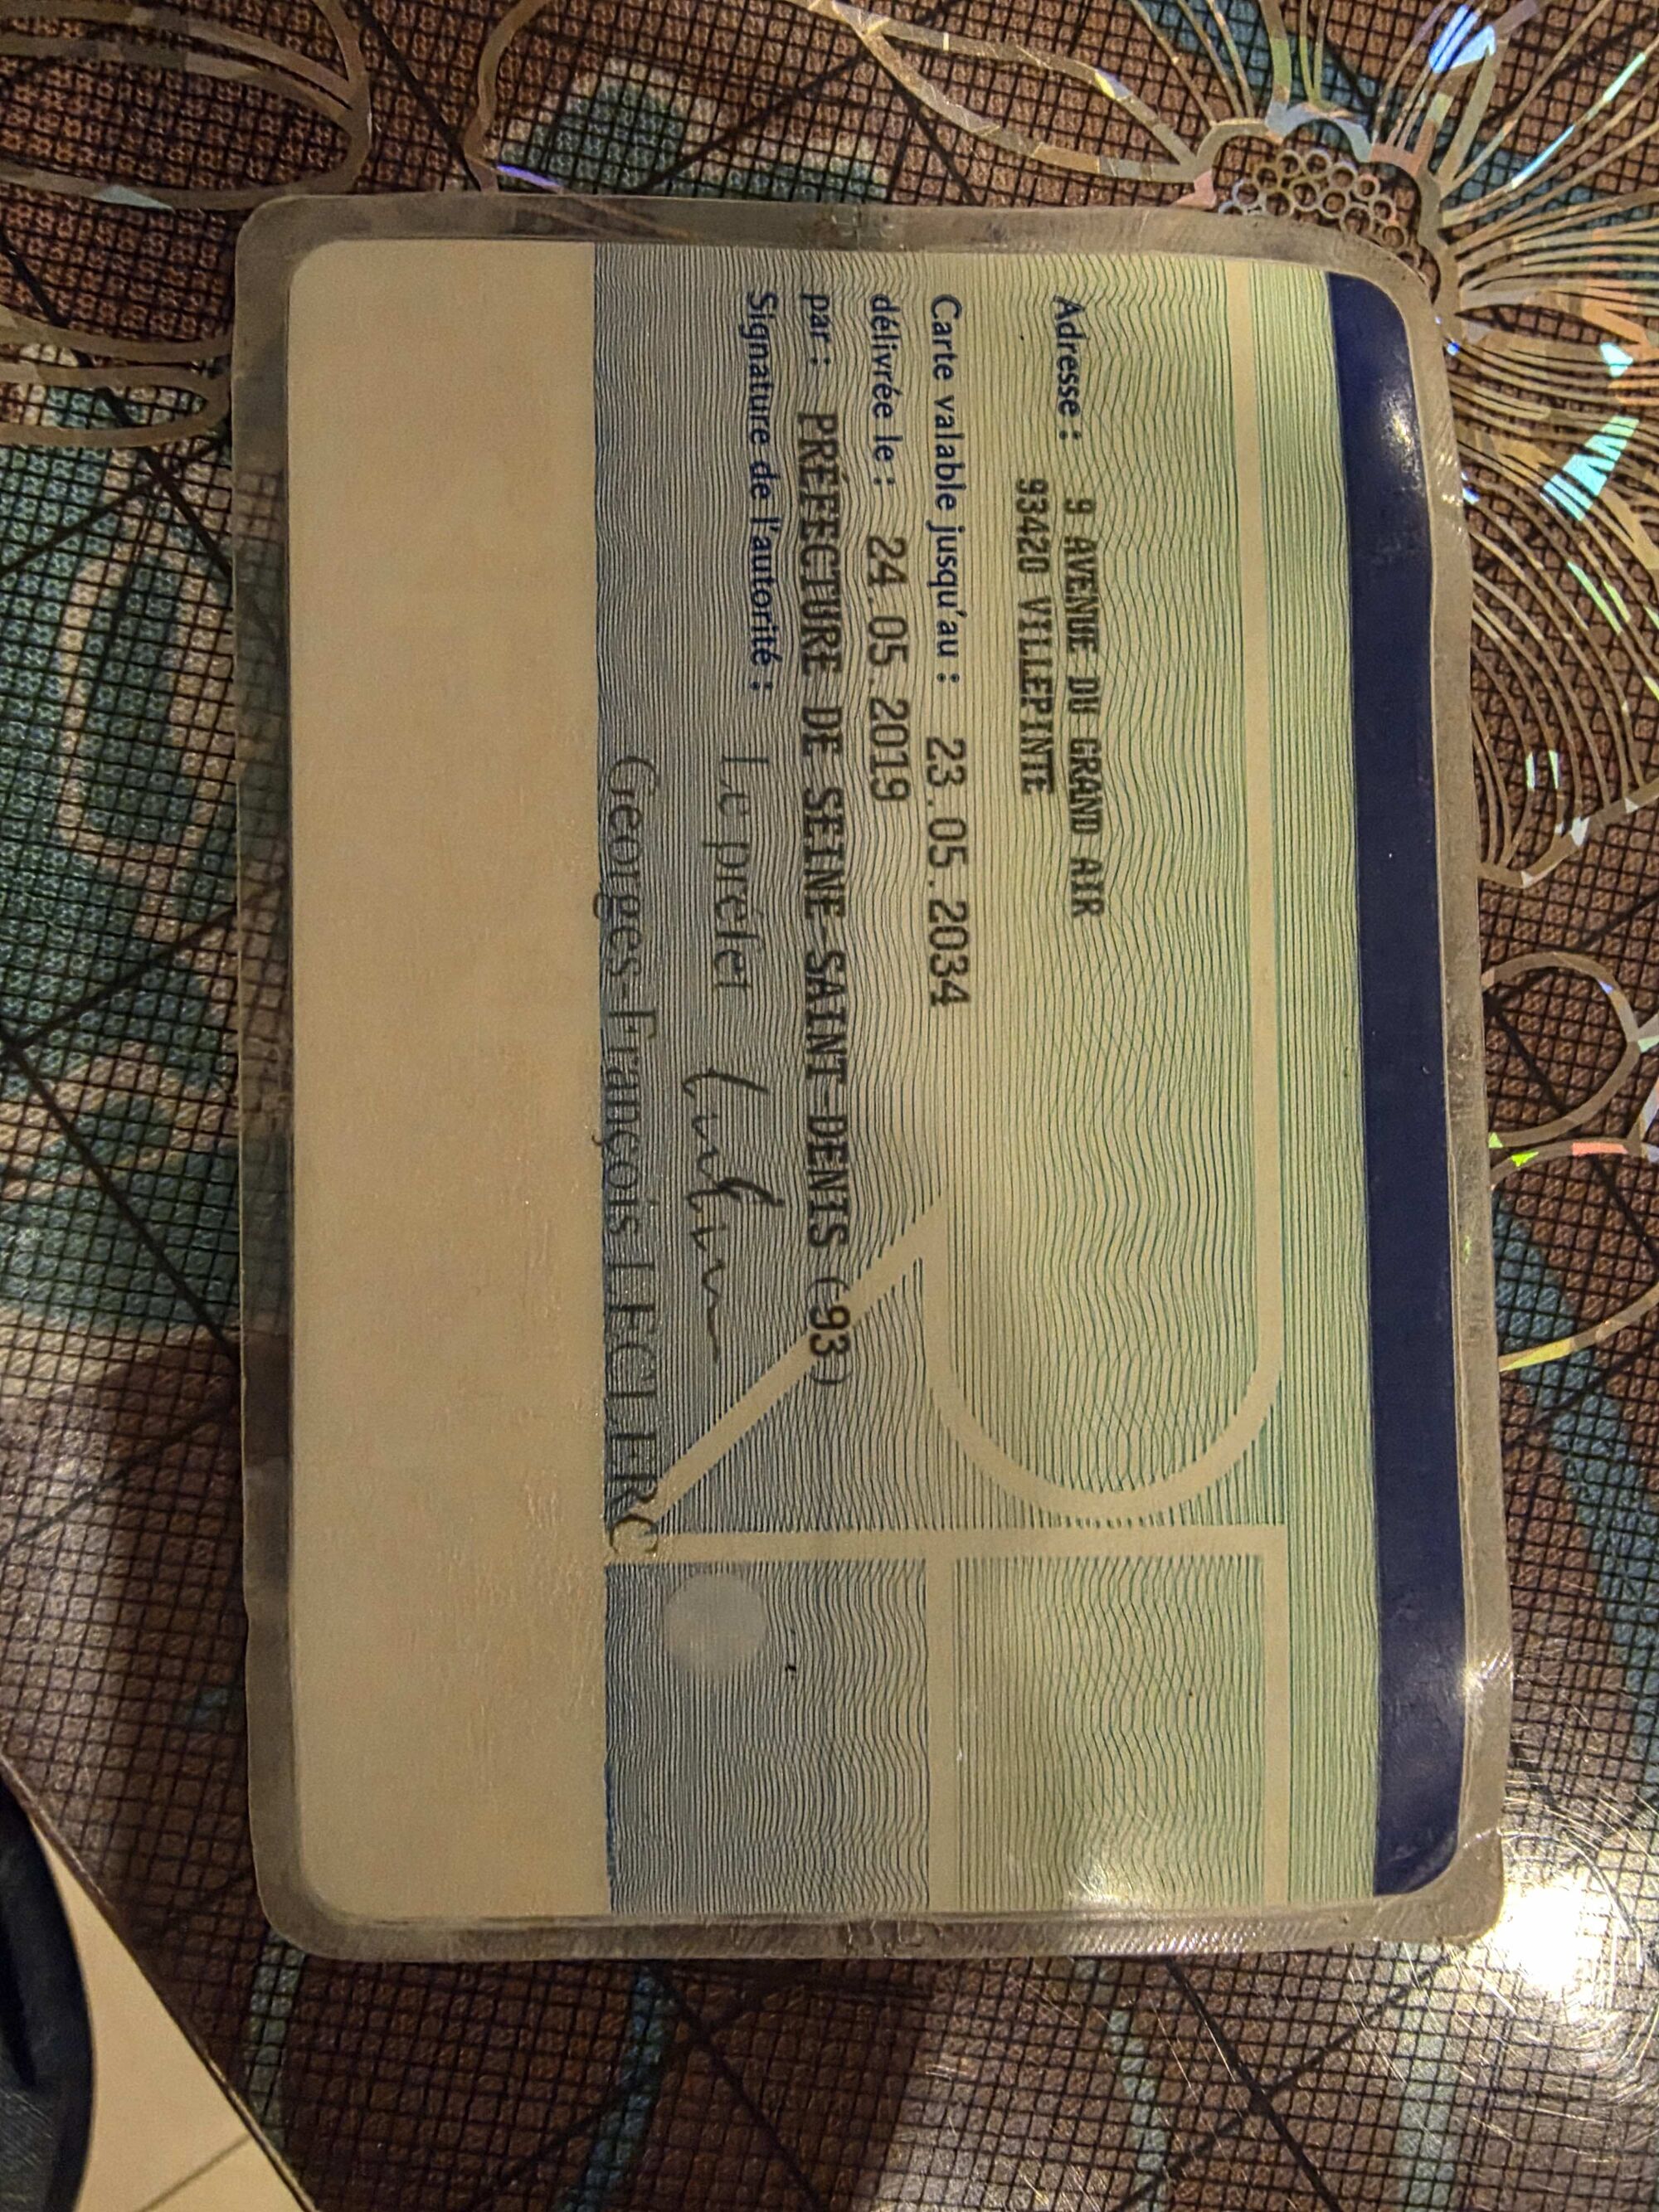 Adresse : 9 AVENUE DU GRAND AIR
93420 VILLEPINTE
Carte valable jusqu'au : 23.05.2034
délivrée le : 24.05.2019
par : PRÉFECTURE DE SEINE-SAINT-DENIS (93)
Signature de l'autorité : Le préfet
Georges-François LECLERC